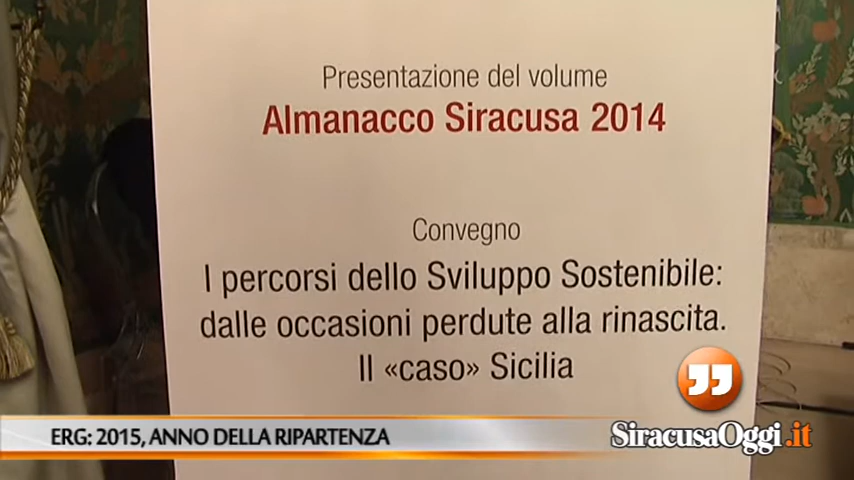 Presentazione del volume
Almanacco Siracusa 2014
Convegno
I percorsi dello Sviluppo Sostenibile:
dalle occasioni perdute alla rinascita.
Il «caso» Sicilia
ERG: 2015, ANNO DELLA RIPARTENZA
SiracusaOggi.it